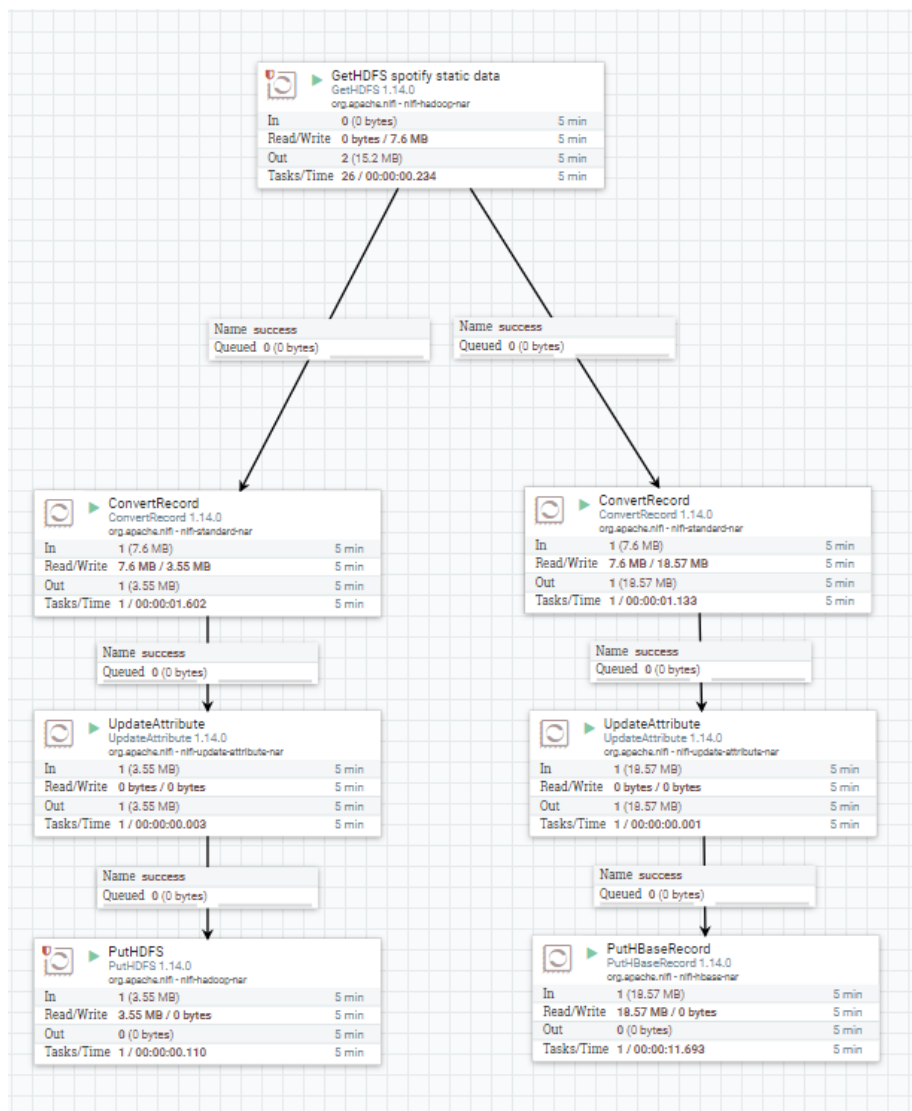 GetHDFS spotify static data
GetHDFS 1.14.0
org.apache.nifi - nifi-hadoop-nar
In 0 (0 bytes) 5 min
Read/Write 0 bytes / 7.6 MB 5 min
Out 2 (15.2 MB) 5 min
Tasks/Time 26 / 00:00:00.234 5 min
Name success
Queued 0 (0 bytes)
Name success
Queued 0 (0 bytes)
ConvertRecord
ConvertRecord 1.14.0
org.apache.nifi - nifi-standard-nar
In 1 (7.6 MB) 5 min
Read/Write 7.6 MB / 3.55 MB 5 min
Out 1 (3.55 MB) 5 min
Tasks/Time 1 / 00:00:01.602 5 min
Name success
Queued 0 (0 bytes)
UpdateAttribute
UpdateAttribute 1.14.0
org.apache.nifi - nifi-update-attribute-nar
In 1 (3.55 MB) 5 min
Read/Write 0 bytes / 0 bytes 5 min
Out 1 (3.55 MB) 5 min
Tasks/Time 1 / 00:00:00.003 5 min
Name success
Queued 0 (0 bytes)
PutHDFS
PutHDFS 1.14.0
org.apache.nifi - nifi-hadoop-nar
In 1 (3.55 MB) 5 min
Read/Write 3.55 MB / 0 bytes 5 min
Out 0 (0 bytes) 5 min
Tasks/Time 1 / 00:00:00.110 5 min
ConvertRecord
ConvertRecord 1.14.0
org.apache.nifi - nifi-standard-nar
In 1 (7.6 MB) 5 min
Read/Write 7.6 MB / 18.57 MB 5 min
Out 1 (18.57 MB) 5 min
Tasks/Time 1 / 00:00:01.133 5 min
Name success
Queued 0 (0 bytes)
UpdateAttribute
UpdateAttribute 1.14.0
org.apache.nifi - nifi-update-attribute-nar
In 1 (18.57 MB) 5 min
Read/Write 0 bytes / 0 bytes 5 min
Out 1 (18.57 MB) 5 min
Tasks/Time 1 / 00:00:00.001 5 min
Name success
Queued 0 (0 bytes)
PutHBaseRecord
PutHBaseRecord 1.14.0
org.apache.nifi - nifi-hbase-nar
In 1 (18.57 MB) 5 min
Read/Write 18.57 MB / 0 bytes 5 min
Out 0 (0 bytes) 5 min
Tasks/Time 1 / 00:00:11.693 5 min